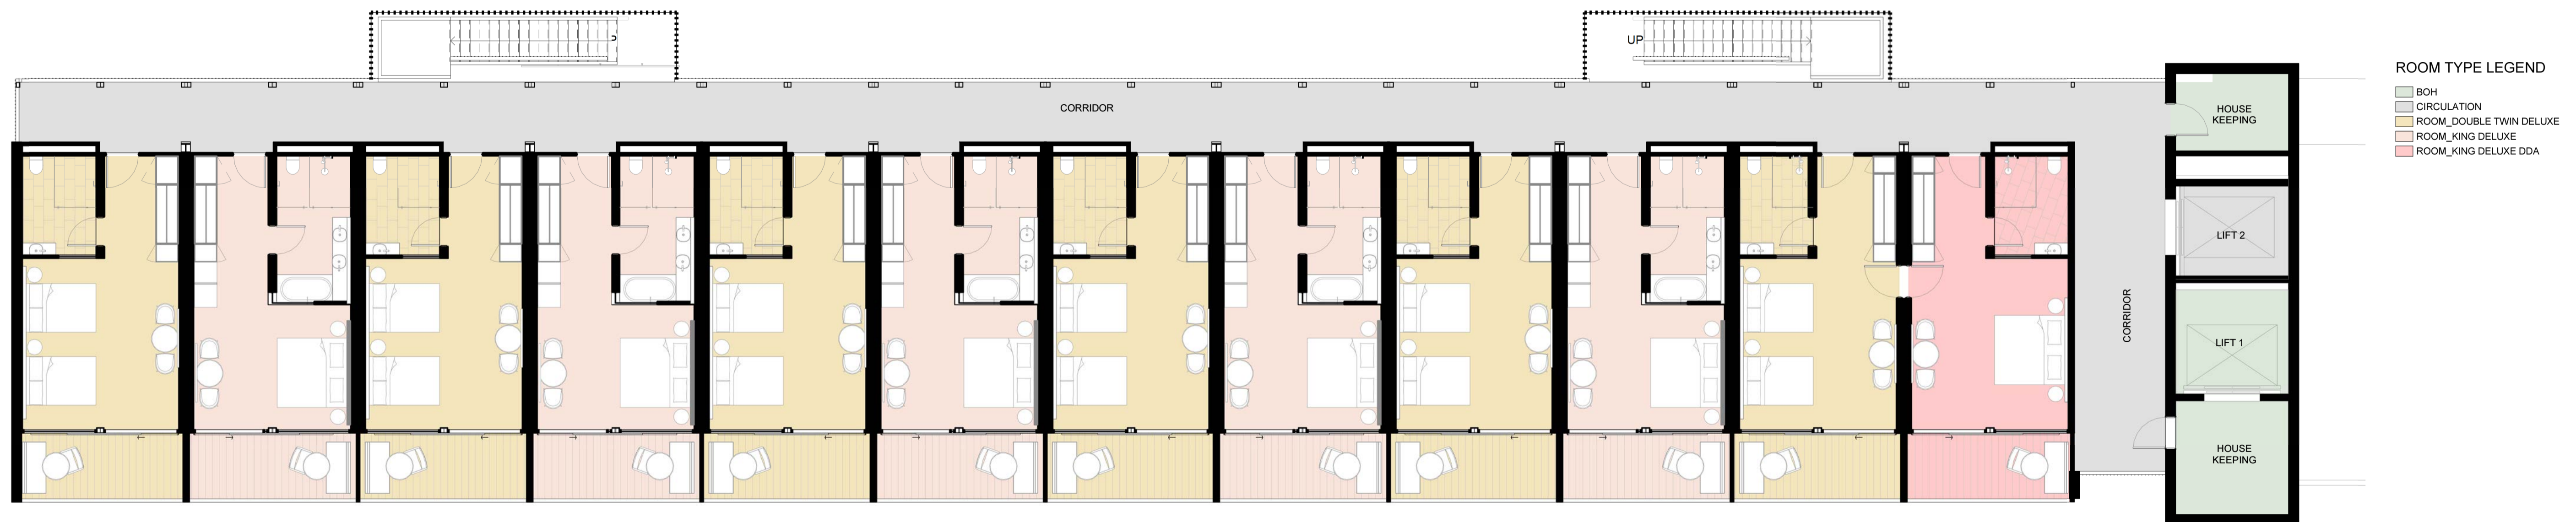 UP
CORRIDOR
HOUSE
KEEPING
LIFT 2
LIFT 1
CORRIDOR
HOUSE
KEEPING
ROOM TYPE LEGEND
BOH
CIRCULATION
ROOM_DOUBLE TWIN DELUXE
ROOM_KING DELUXE
ROOM_KING DELUXE DDA